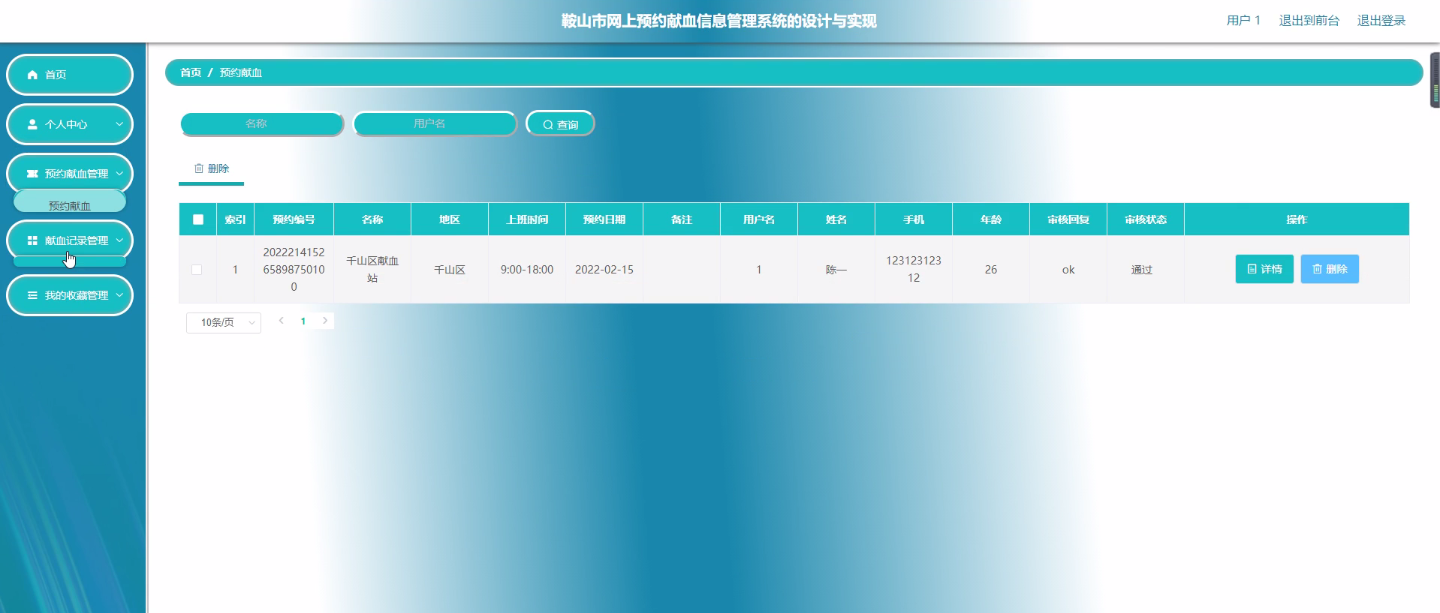 鞍山市网上预约献血信息管理系统的设计与实现
用户 1 退出到前台 退出登录
首页
个人中心
预约献血管理
预约献血
献血记录管理
我的收藏管理
首页 / 预约献血
名称 用户名 查询
删除
索引 预约编号 名称 地区 上班时间 预约日期 备注 用户名 姓名 手机 年龄 审核回复 审核状态 操作
1 2022214152 6589875010 0 千山区献血 站 千山区 9:00-18:00 2022-02-15 1 陈一 123123123 12 26 ok 通过 详情 删除
10条/页 1